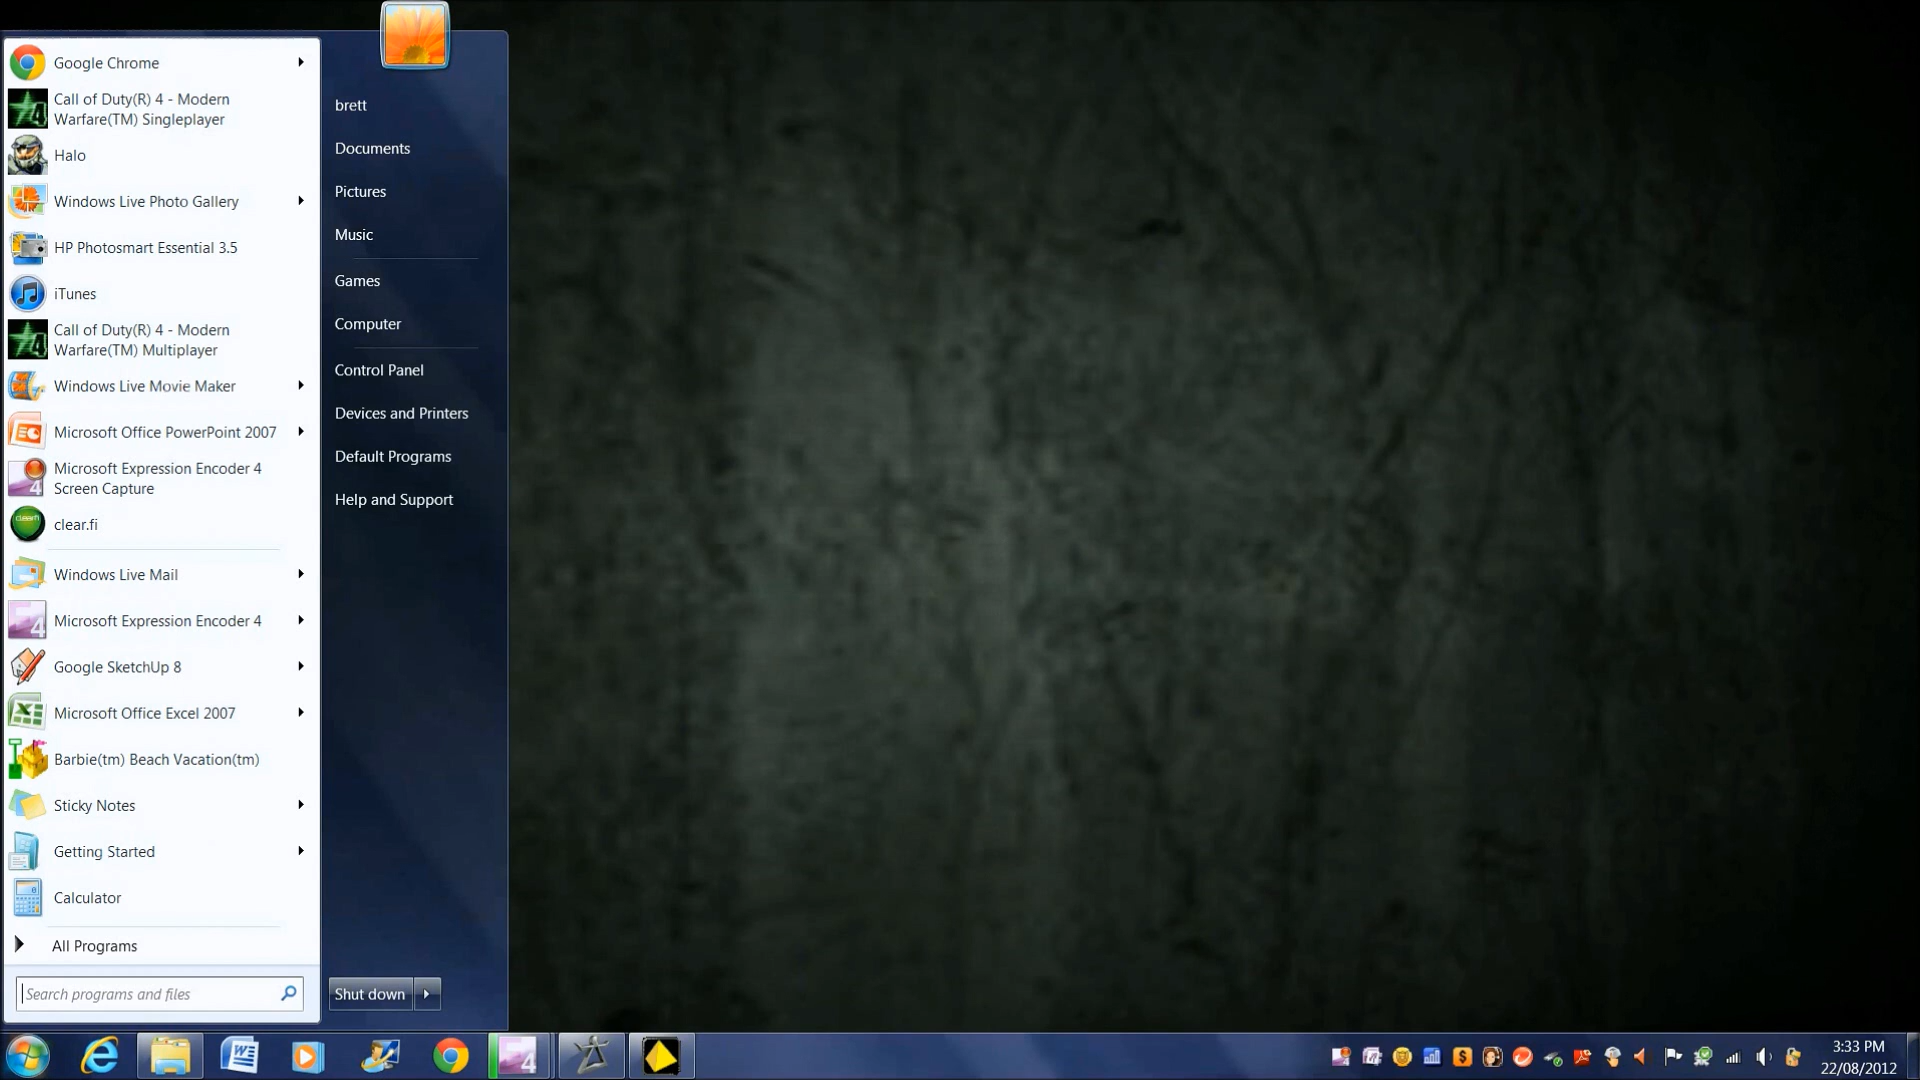 Google Chrome
Call of Duty(R) 4 - Modern
Warfare(TM) Singleplayer
Halo
Windows Live Photo Gallery
HP Photosmart Essential 3.5
iTunes
Call of Duty(R) 4 - Modern
Warfare(TM) Multiplayer
Windows Live Movie Maker
Microsoft Office PowerPoint 2007
Microsoft Expression Encoder 4
Screen Capture
clear.fi
Windows Live Mail
Microsoft Expression Encoder 4
Google SketchUp 8
Microsoft Office Excel 2007
Barbie(tm) Beach Vacation(tm)
Sticky Notes
Getting Started
Calculator
All Programs
Search programs and files
brett
Documents
Pictures
Music
Games
Computer
Control Panel
Devices and Printers
Default Programs
Help and Support
Shut down
3:33 PM
22/08/2012